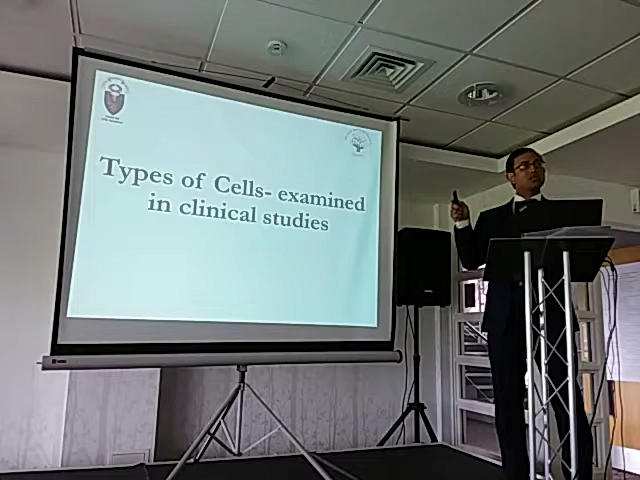 Types of Cells- examined
in clinical studies